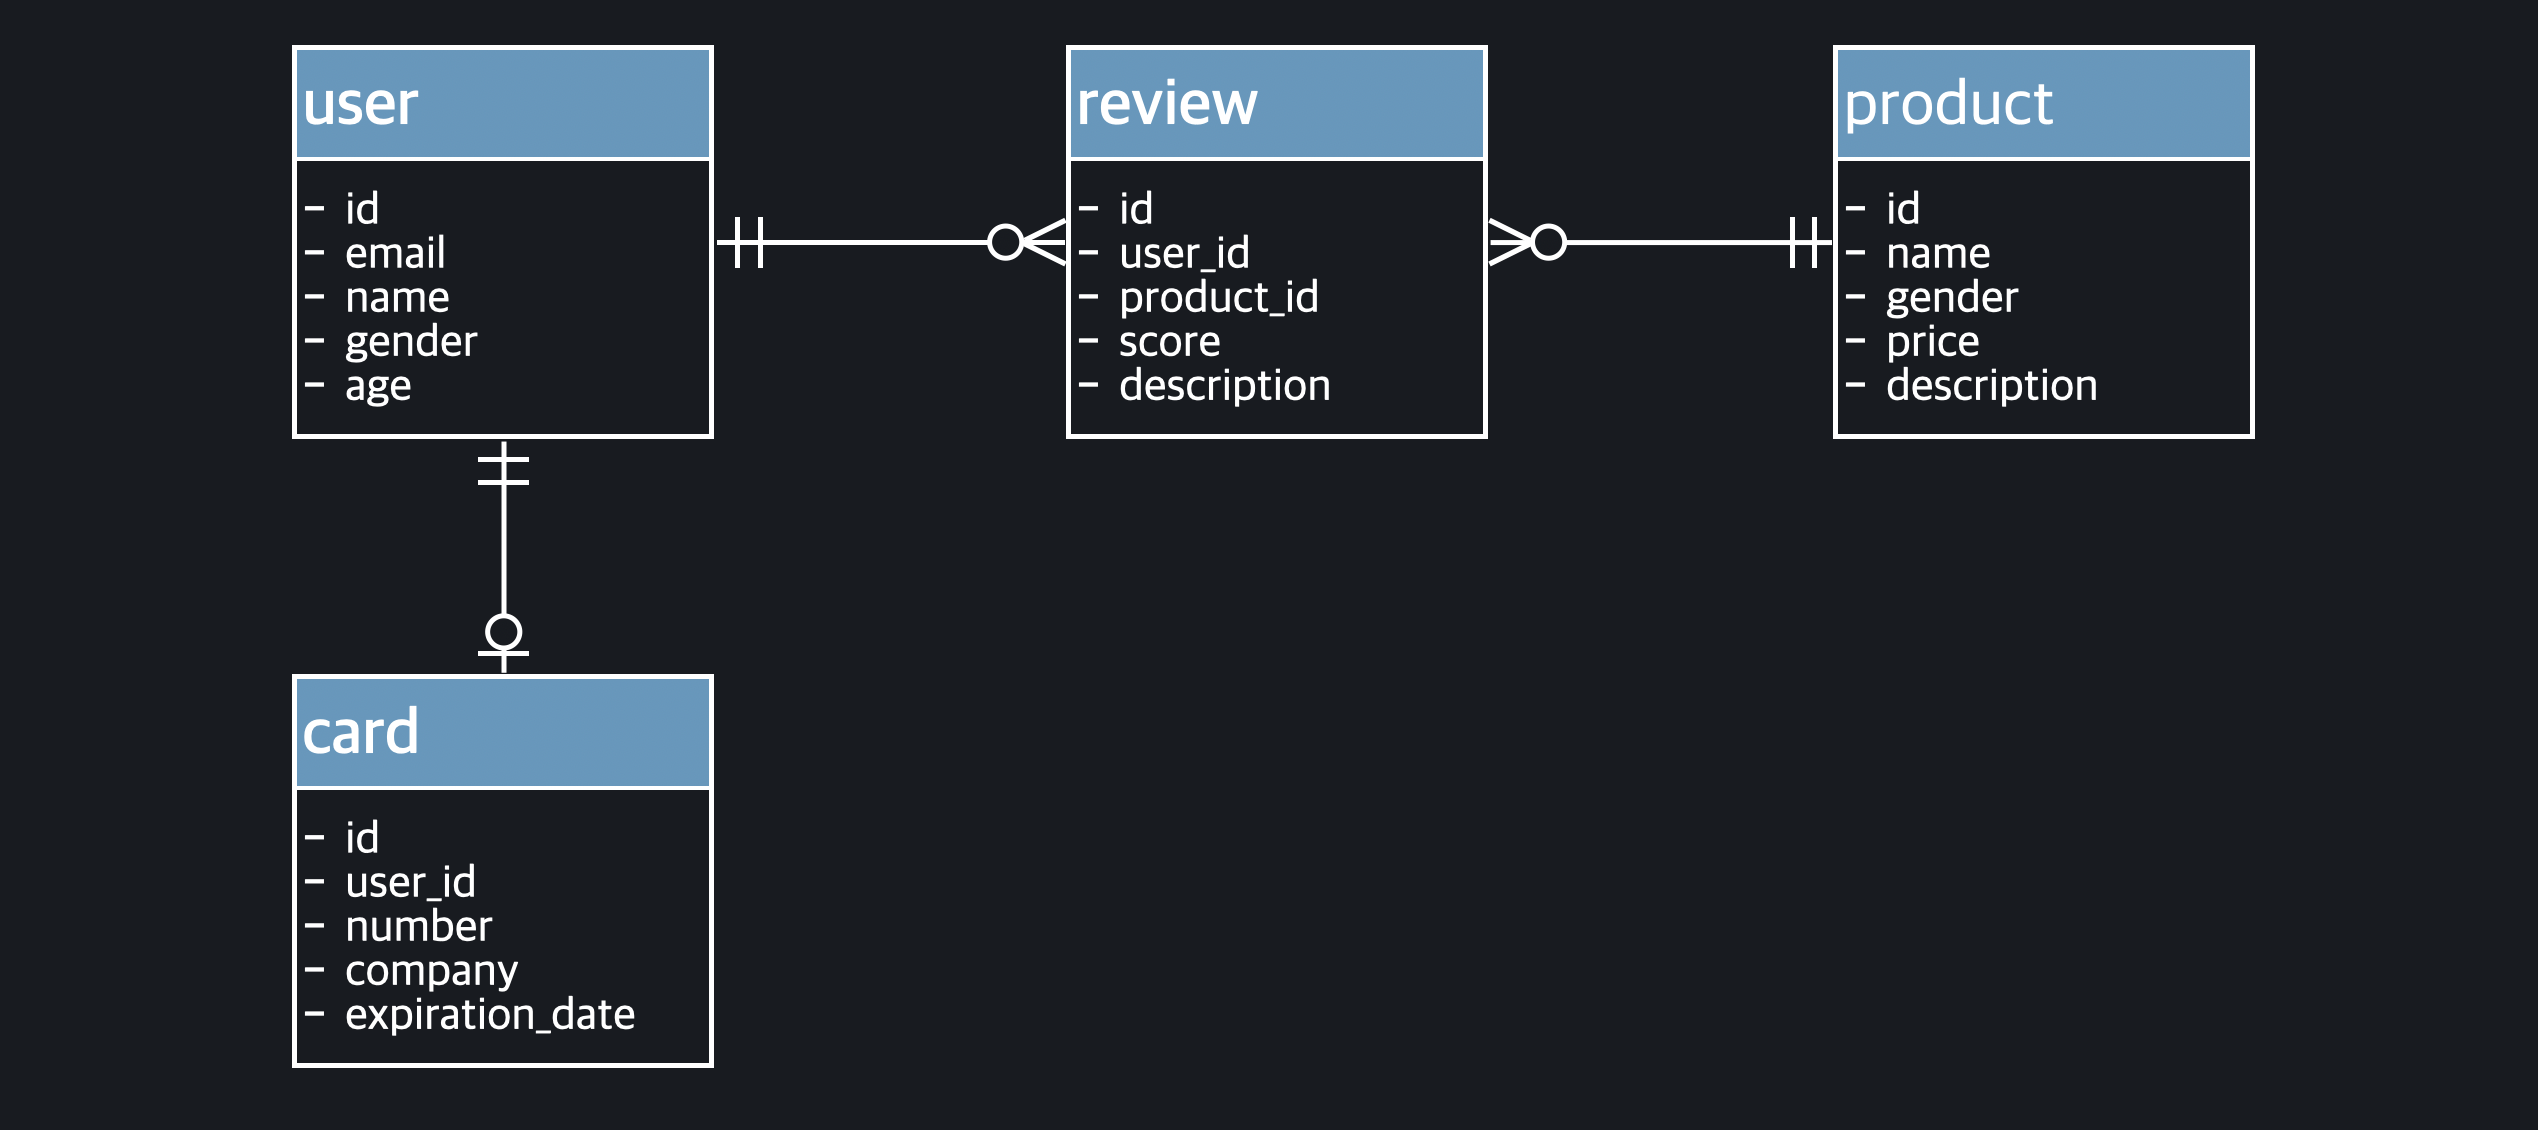 user
- id
- email
- name
- gender
- age
review
- id
- user_id
- product_id
- score
- description
product
- id
- name
- gender
- price
- description
card
- id
- user_id
- number
- company
- expiration_date